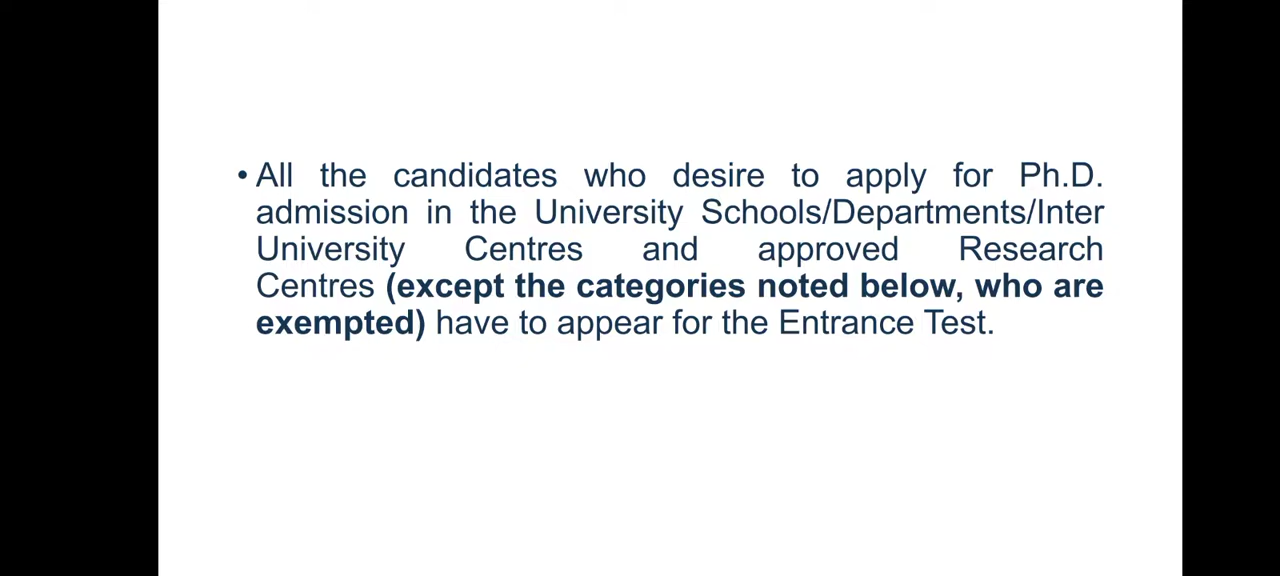 • All the candidates who desire to apply for Ph.D.
admission in the University Schools/Departments/Inter
University Centres and approved Research
Centres (except the categories noted below, who are
exempted) have to appear for the Entrance Test.